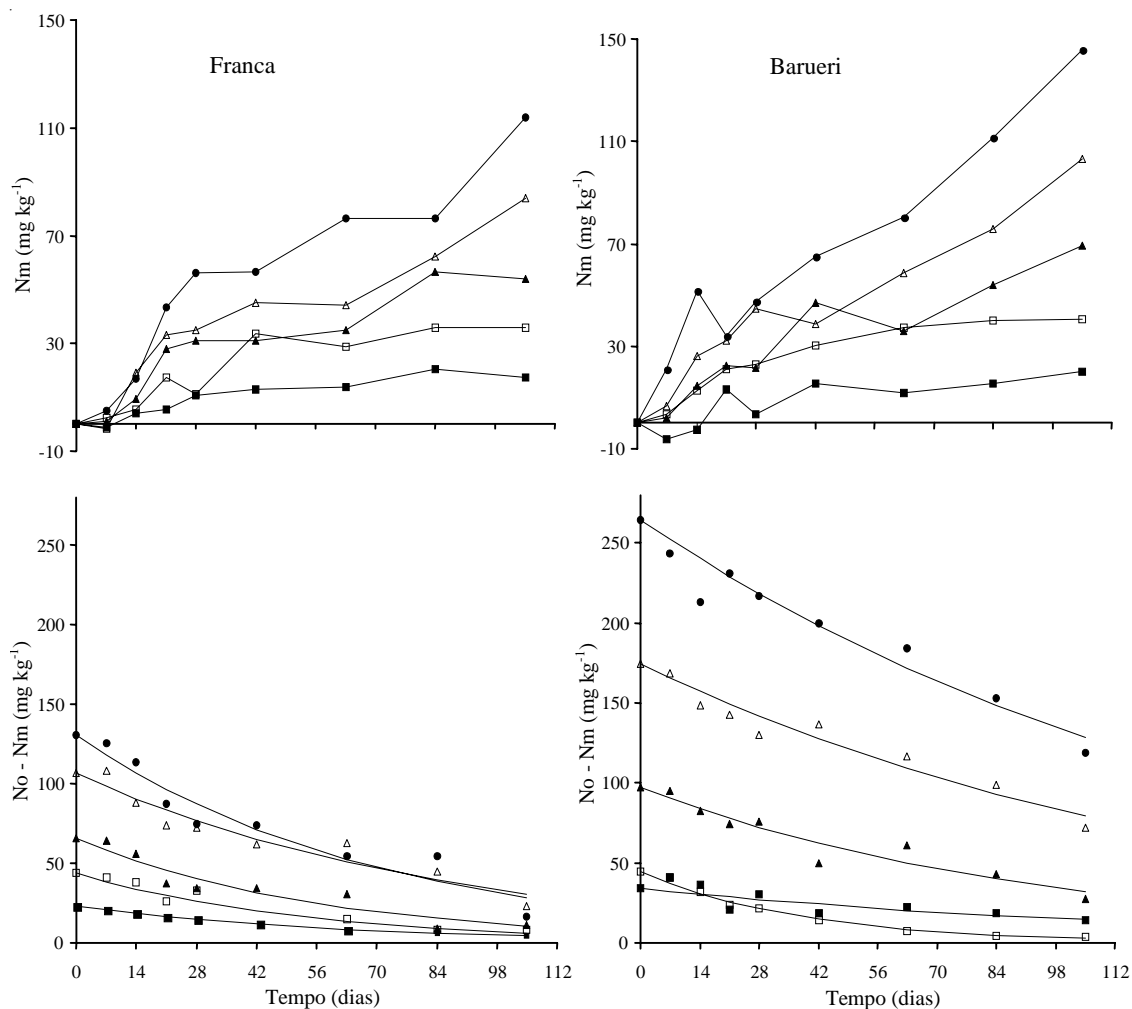 Franca
Nm (mg kg-1)
150
110
70
30
-10
Barueri
Nm (mg kg-1)
150
110
70
30
-10
No - Nm (mg kg-1)
250
200
150
100
50
0
0 14 28 42 56 70 84 98 112
Tempo (dias)
No - Nm (mg kg-1)
250
200
150
100
50
0
0 14 28 42 56 70 84 98 112
Tempo (dias)